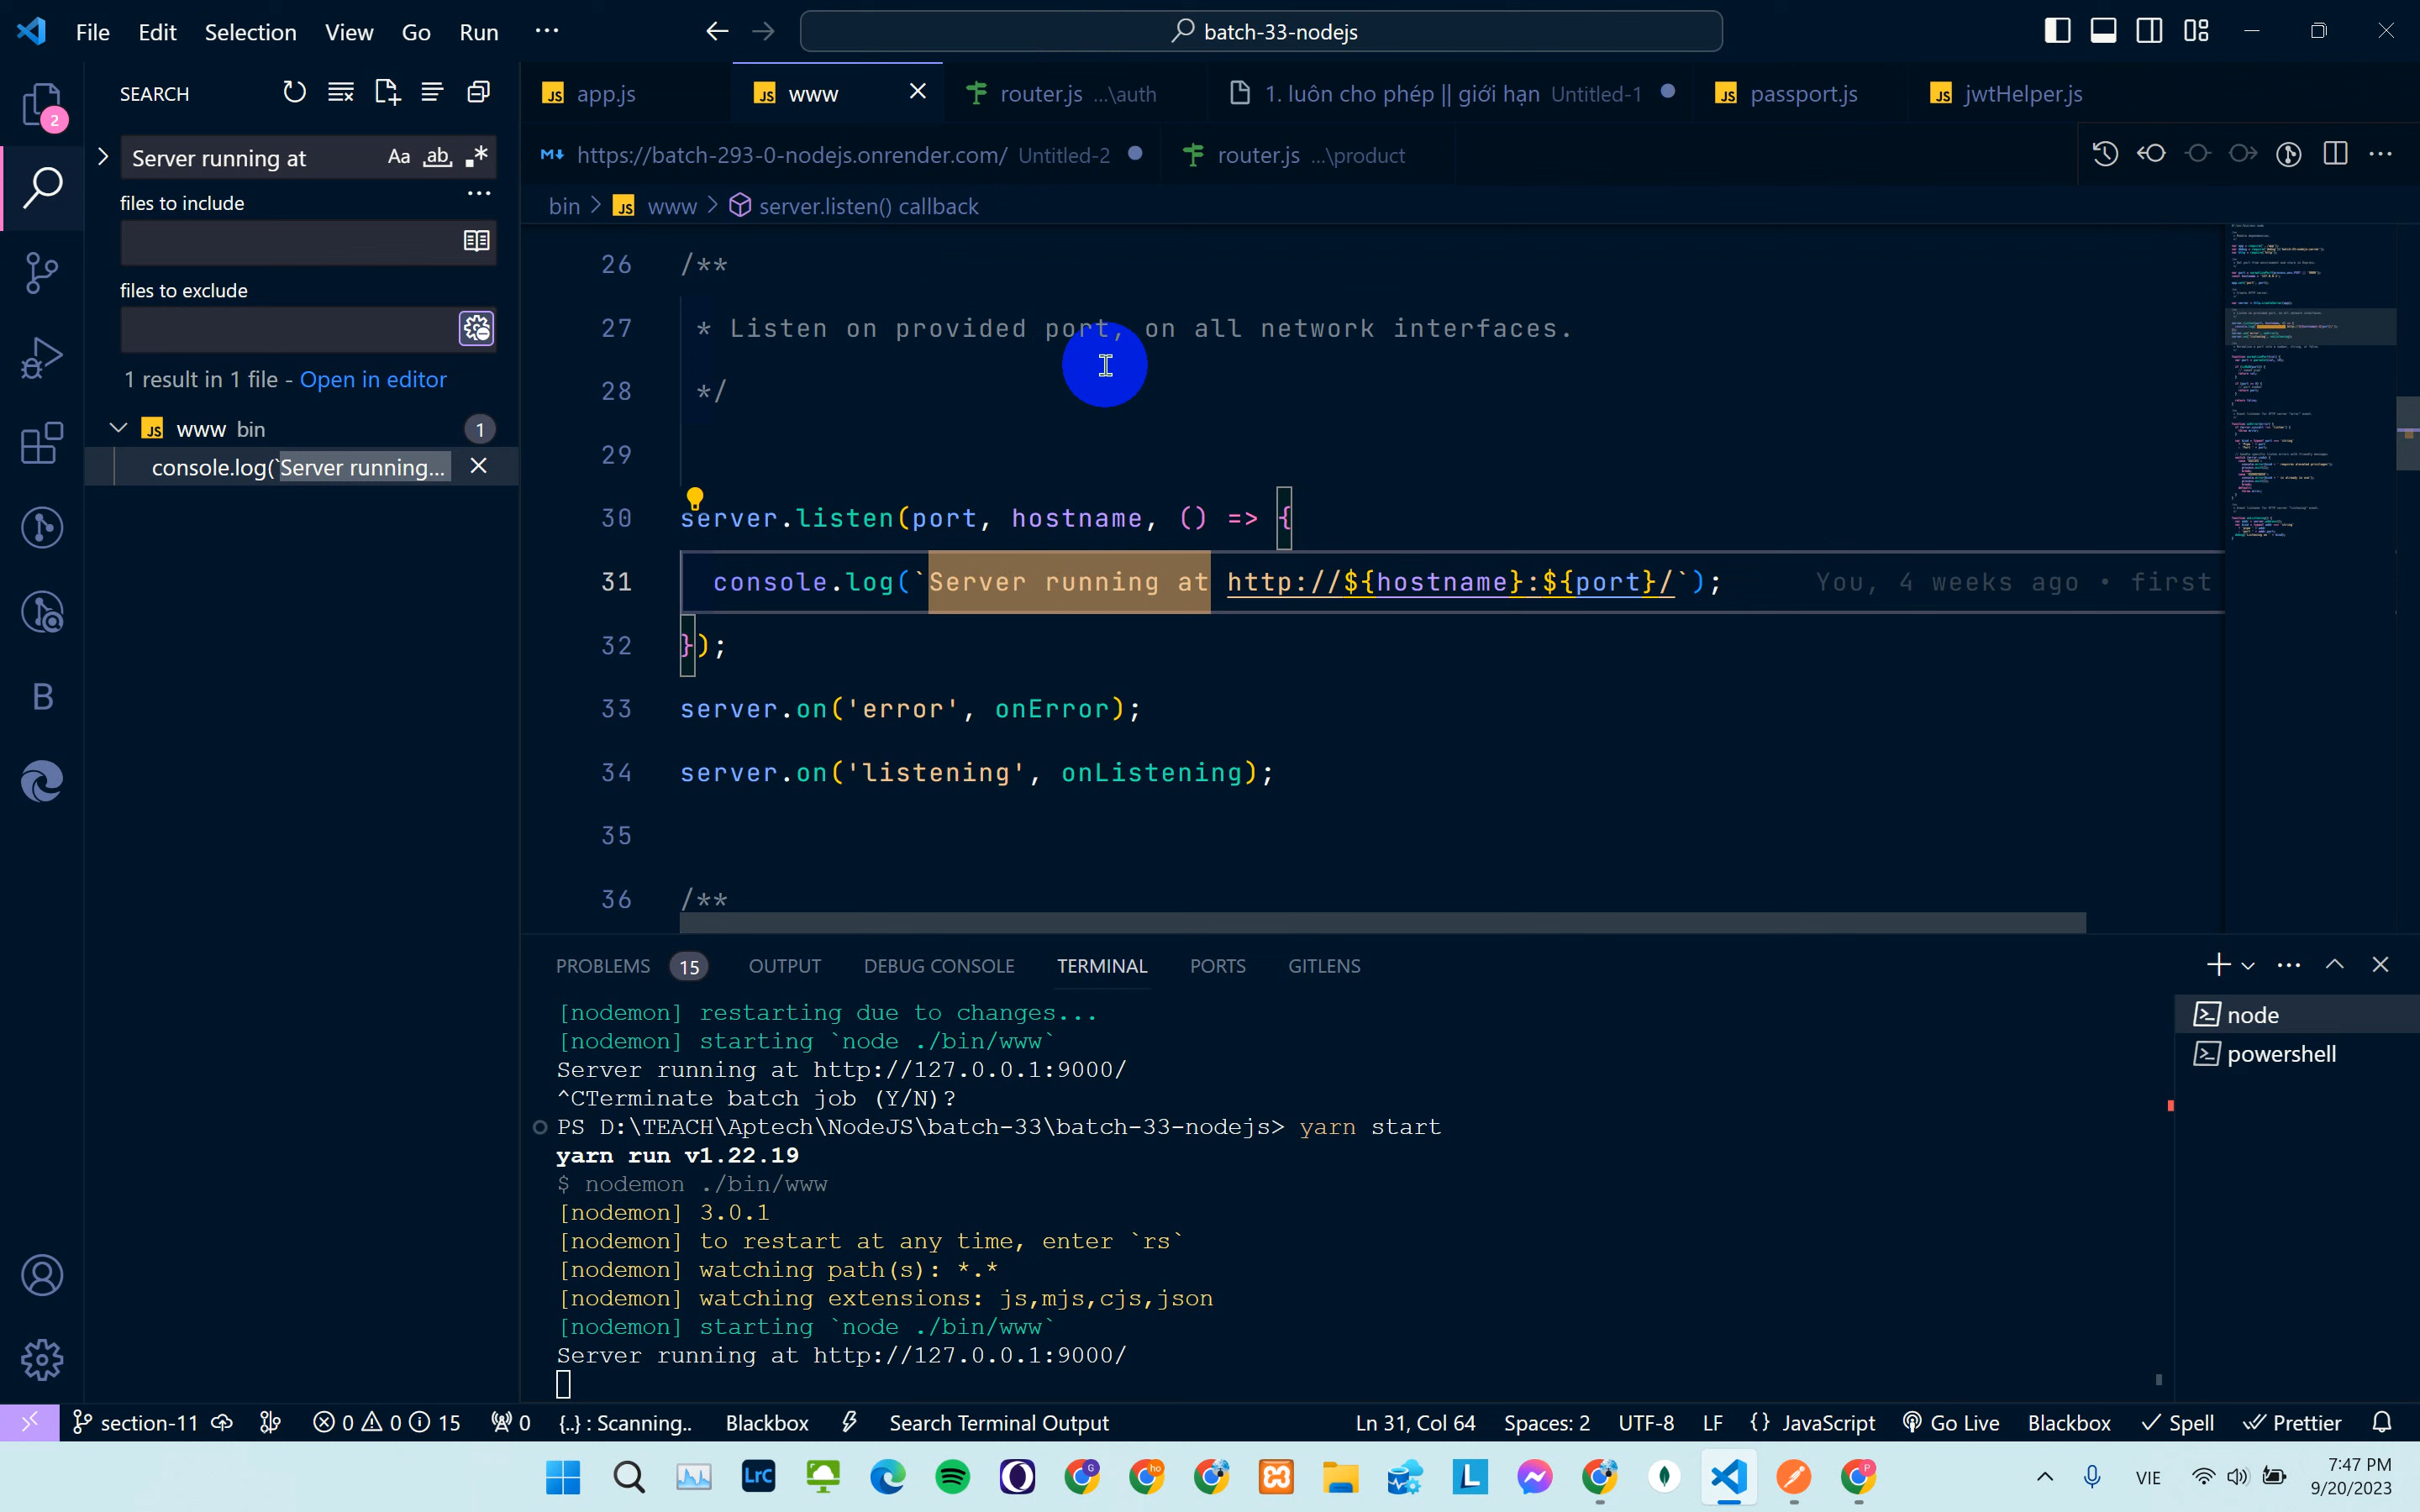 File Edit Selection View Go Run ···
batch-33-nodejs
SEARCH
Server running at
Aa ab .*
files to include
files to exclude
1 result in 1 file - Open in editor
JS www bin 1
console.log(`Server running...
2
B
JS app.js
JS www
router.js ...\auth
1. luôn cho phép || giới hạn Untitled-1
JS passport.js
JS jwtHelper.js
M↓ https://batch-293-0-nodejs.onrender.com/ Untitled-2
router.js ...\product
bin > JS www > server.listen() callback
26 /**
27 * Listen on provided port, on all network interfaces.
28 */
29
30 server.listen(port, hostname, () => {
31 console.log(`Server running at http://${hostname}:${port}/`); You, 4 weeks ago • first
32 });
33 server.on('error', onError);
34 server.on('listening', onListening);
35
36 /**
PROBLEMS 15 OUTPUT DEBUG CONSOLE TERMINAL PORTS GITLENS
[nodemon] restarting due to changes...
[nodemon] starting `node ./bin/www`
Server running at http://127.0.0.1:9000/
^CTerminate batch job (Y/N)?
PS D:\TEACH\Aptech\NodeJS\batch-33\batch-33-nodejs> yarn start
yarn run v1.22.19
$ nodemon ./bin/www
[nodemon] 3.0.1
[nodemon] to restart at any time, enter `rs`
[nodemon] watching path(s): *.*
[nodemon] watching extensions: js,mjs,cjs,json
[nodemon] starting `node ./bin/www`
Server running at http://127.0.0.1:9000/
node
powershell
section-11 0 0 15 0 {..} : Scanning.. Blackbox Search Terminal Output Ln 31, Col 64 Spaces: 2 UTF-8 LF {} JavaScript Go Live Blackbox Spell Prettier
LrC
G
ho
L
P
VIE
7:47 PM
9/20/2023